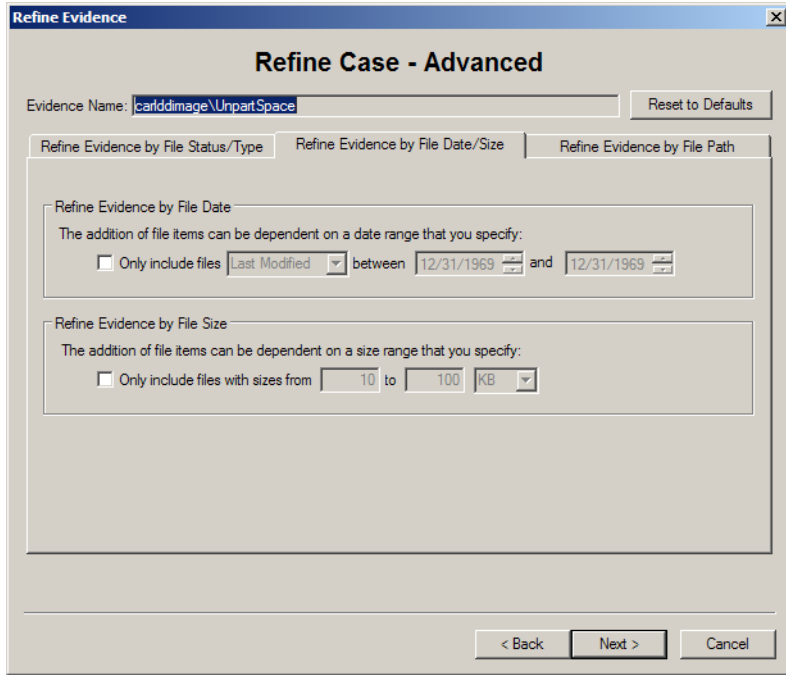 Refine Evidence
Refine Case - Advanced
Evidence Name: carlddimage\UnpartSpace Reset to Defaults
Refine Evidence by File Status/Type Refine Evidence by File Date/Size Refine Evidence by File Path
Refine Evidence by File Date
The addition of file items can be dependent on a date range that you specify:
Only include files Last Modified between 12/31/1969 and 12/31/1969
Refine Evidence by File Size
The addition of file items can be dependent on a size range that you specify:
Only include files with sizes from 10 to 100 KB
< Back Next > Cancel